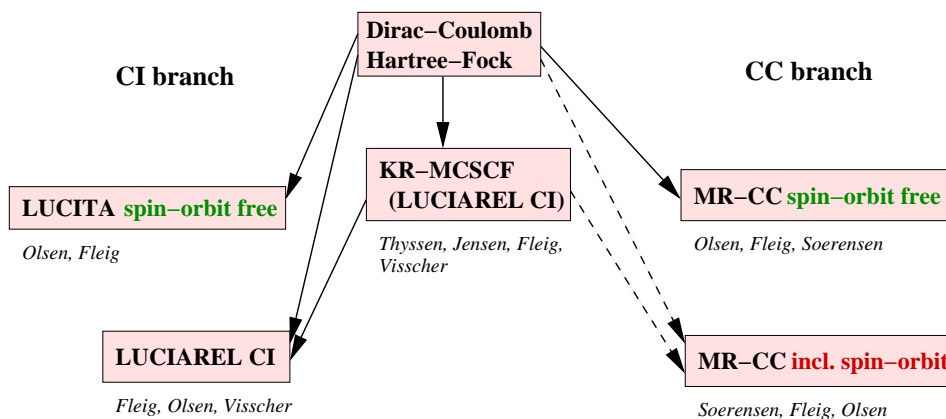 Dirac−Coulomb
Hartree−Fock
CI branch
CC branch
KR−MCSCF
(LUCIAREL CI)
LUCITA spin−orbit free
MR−CC spin−orbit free
Thyssen, Jensen, Fleig,
Visscher
Olsen, Fleig
Olsen, Fleig, Soerensen
LUCIAREL CI
MR−CC incl. spin−orbit
Fleig, Olsen, Visscher
Soerensen, Fleig, Olsen